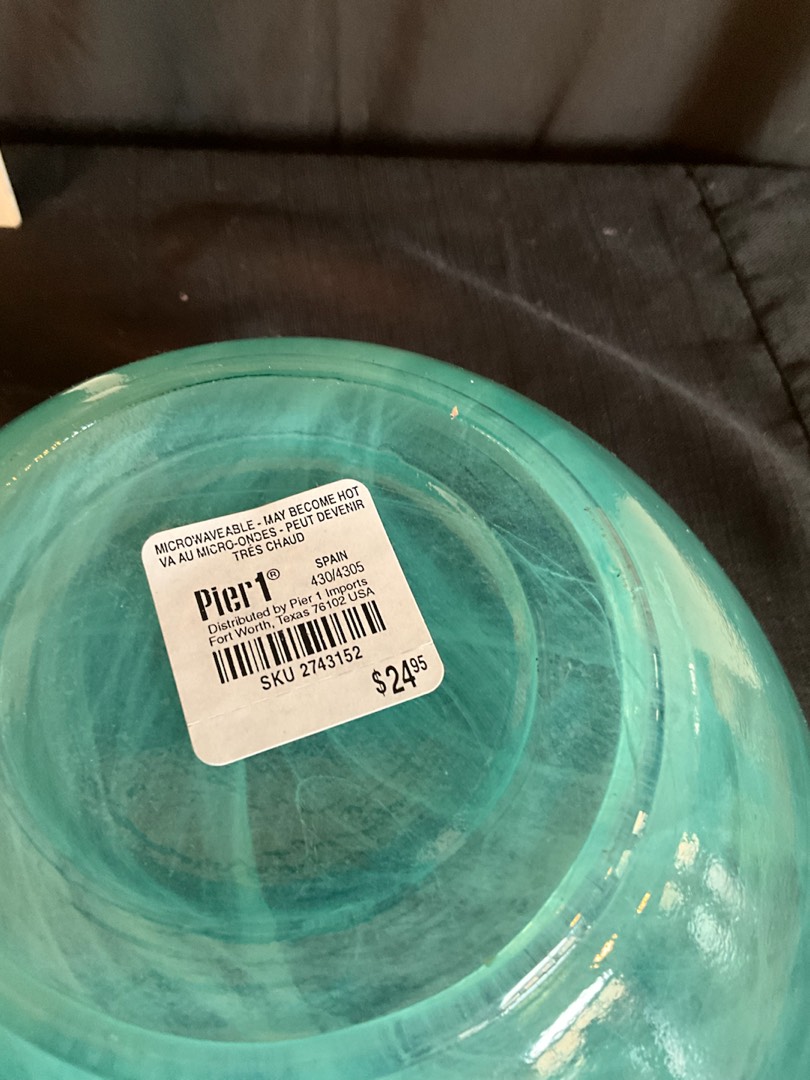 MICROWAVEABLE - MAY BECOME HOT
VA AU MICRO-ONDES - PEUT DEVENIR
TRÈS CHAUD
Pier 1®
SPAIN
430/4305
Distributed by Pier 1 Imports
Fort Worth, Texas 76102 USA
SKU 2743152
$24.95